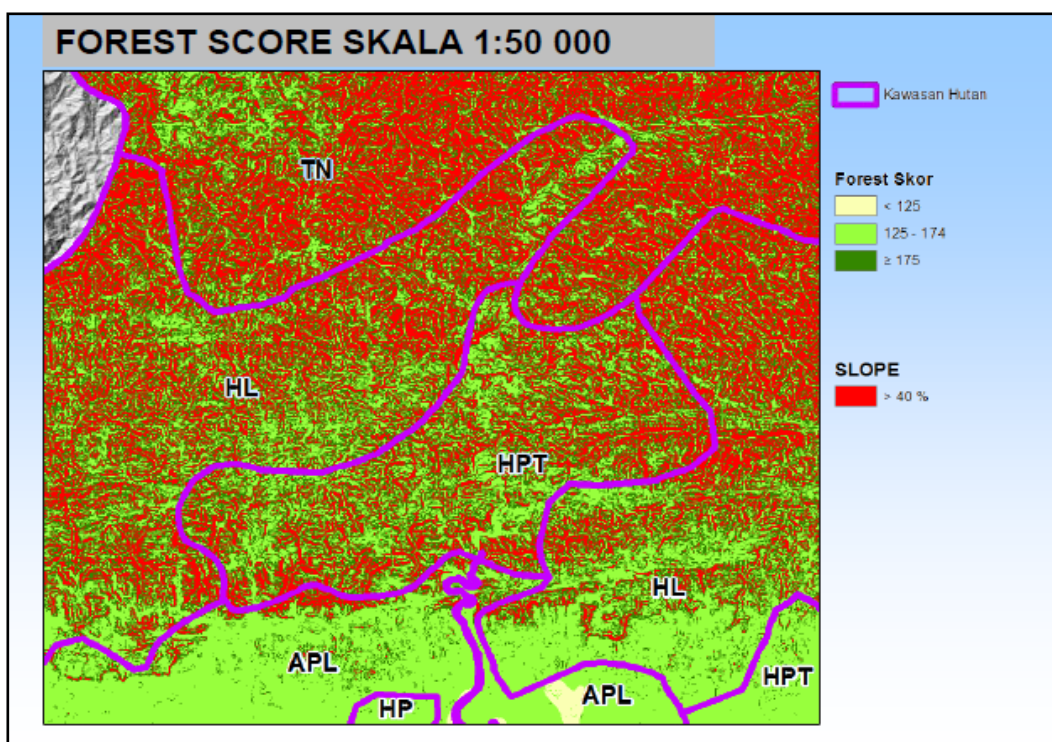 FOREST SCORE SKALA 1:50 000
Kawasan Hutan
TN
Forest Skor
< 125
125 - 174
≥ 175
HL
SLOPE
> 40 %
HPT
HL
APL
HPT
APL
HP